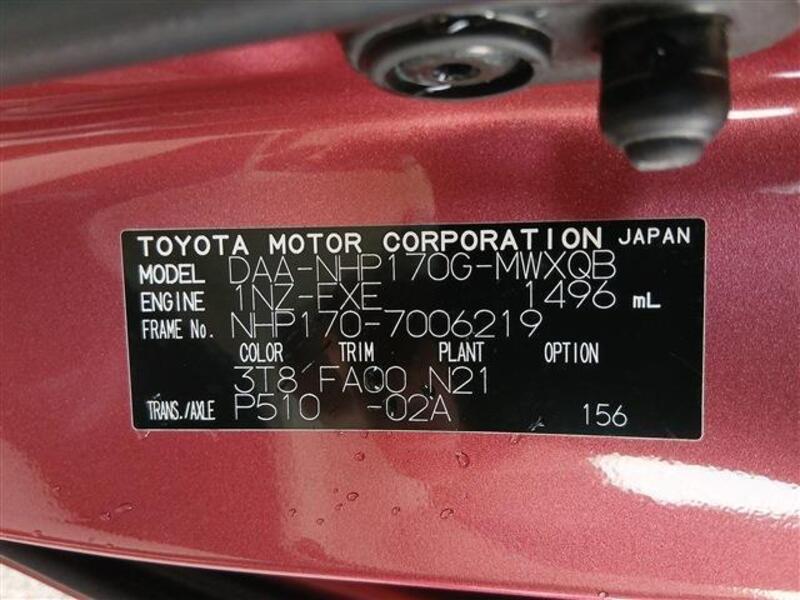 TOYOTA MOTOR CORPORATION JAPAN
MODEL DAA-NHP170G-MWXQB
ENGINE 1NZ-EXE 1496 mL
FRAME No. NHP170-7006219
COLOR TRIM PLANT OPTION
3T8 FA00 N21
TRANS./AXLE P510 -02A 156